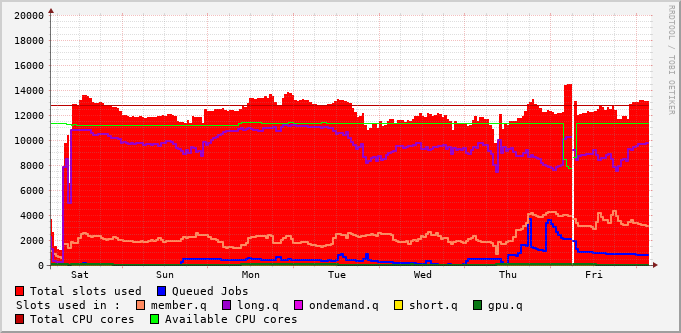 20000
18000
16000
14000
12000
10000
8000
6000
4000
2000
0
Sat Sun Mon Tue Wed Thu Fri
RRDTOOL / TOBI OETIKER
Total slots used Queued Jobs
Slots used in : member.q long.q ondemand.q short.q gpu.q
Total CPU cores Available CPU cores